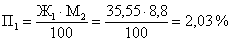 П₁ = Ж₁ · М₂ / 100 = 35,55 · 8,8 / 100 = 2,03 %